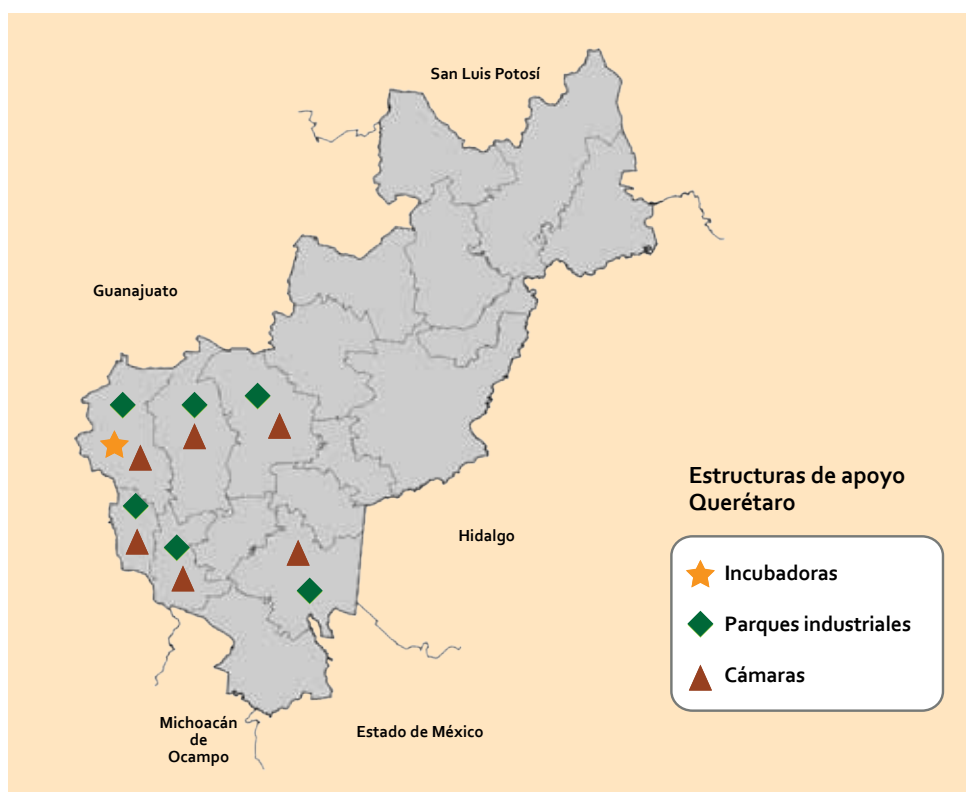 San Luis Potosí
Guanajuato
Hidalgo
Estructuras de apoyo
Querétaro
Incubadoras
Parques industriales
Cámaras
Michoacán
de
Ocampo
Estado de México